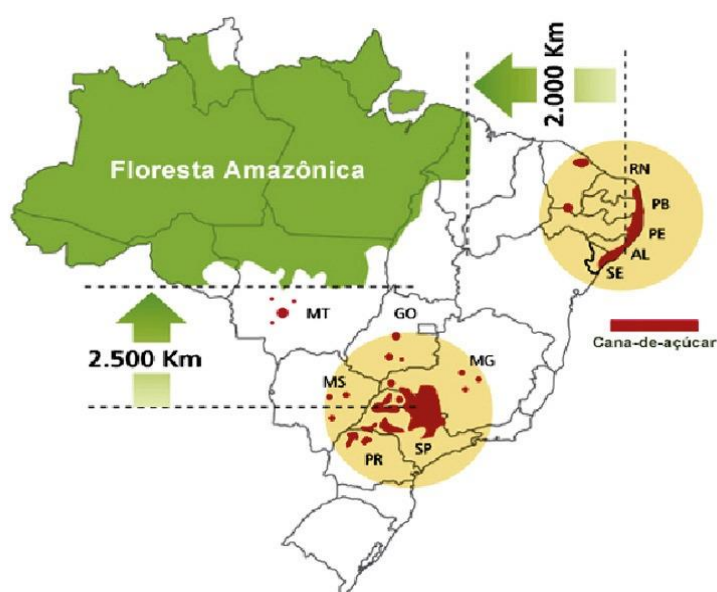 2.000 Km
Floresta Amazônica
RN
PB
PE
AL
SE
MT
GO
Cana-de-açúcar
2.500 Km
MG
MS
SP
PR